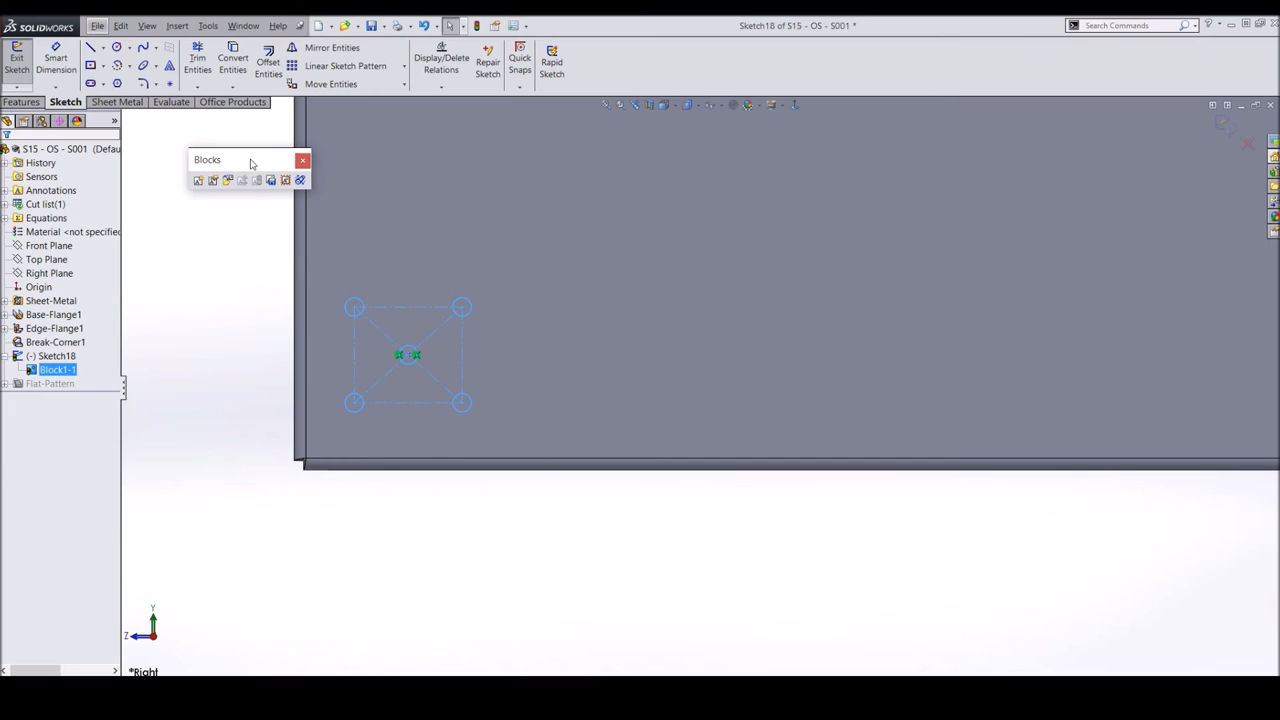 SOLIDWORKS File Edit View Insert Tools Window Help Sketch18 of S15 - OS - S001 * Search Commands
Exit Sketch Smart Dimension Trim Entities Convert Entities Offset Entities Mirror Entities Linear Sketch Pattern Move Entities Display/Delete Relations Repair Sketch Quick Snaps Rapid Sketch
Features Sketch Sheet Metal Evaluate Office Products
S15 - OS - S001 (Defau
History
Sensors
Annotations
Cut list(1)
Equations
Material <not specified
Front Plane
Top Plane
Right Plane
Origin
Sheet-Metal
Base-Flange1
Edge-Flange1
Break-Corner1
(-) Sketch18
Block1-1
Flat-Pattern
Blocks
Y
Z
*Right